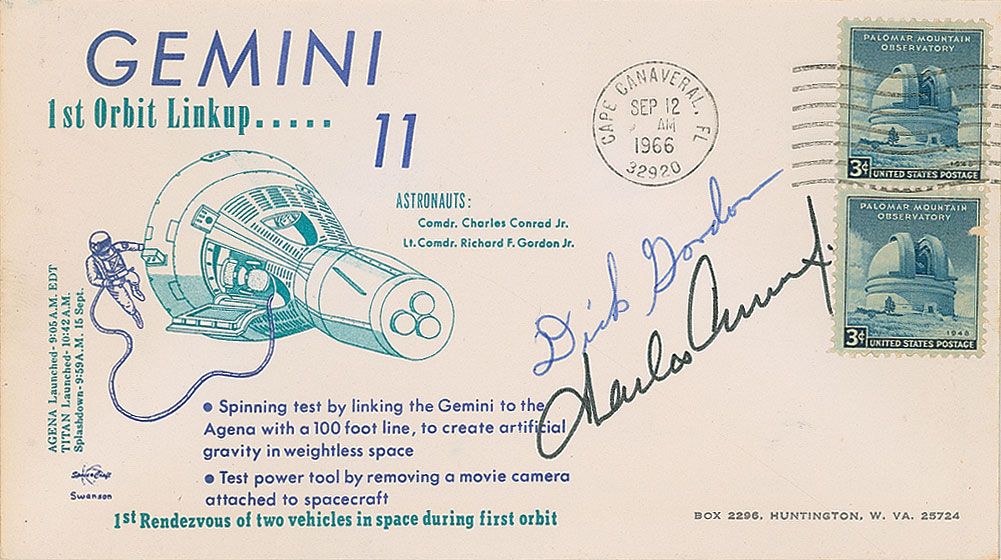 GEMINI
1st Orbit Linkup.....
11
ASTRONAUTS:
Comdr. Charles Conrad Jr.
Lt. Comdr. Richard F. Gordon Jr.
AGENA Launched - 9:05 A.M. EDT
TITAN Launched - 10:42 A.M.
Splashdown - 9:59 A.M. 15 Sept.
Space Craft
Swanson
• Spinning test by linking the Gemini to the
Agena with a 100 foot line, to create artificial
gravity in weightless space
• Test power tool by removing a movie camera
attached to spacecraft
1st Rendezvous of two vehicles in space during first orbit
CAPE CANAVERAL, FL
SEP 12
AM
1966
32920
Dick Gordon
Charles Conrad Jr.
PALOMAR MOUNTAIN
OBSERVATORY
1948
3¢ UNITED STATES POSTAGE
PALOMAR MOUNTAIN
OBSERVATORY
1948
3¢ UNITED STATES POSTAGE
BOX 2296, HUNTINGTON, W. VA. 25724